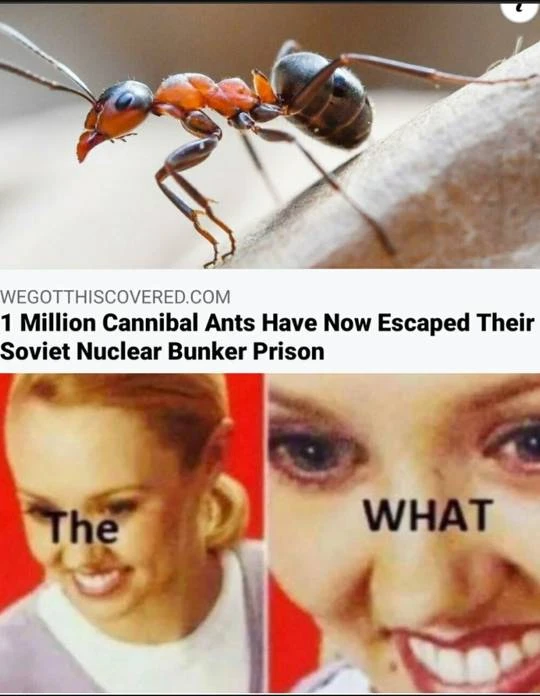 WEGOTTHISCOVERED.COM
1 Million Cannibal Ants Have Now Escaped Their
Soviet Nuclear Bunker Prison
The
WHAT